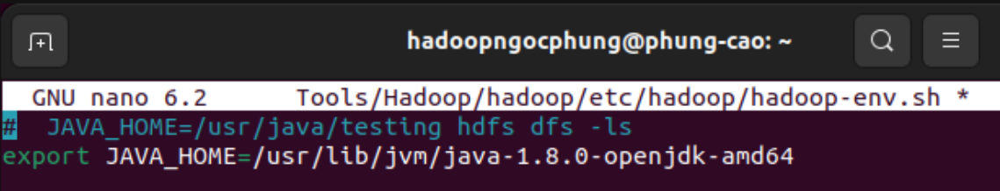 hadoopngocphung@phung-cao: ~
GNU nano 6.2 Tools/Hadoop/hadoop/etc/hadoop/hadoop-env.sh *
#  JAVA_HOME=/usr/java/testing hdfs dfs -ls
export JAVA_HOME=/usr/lib/jvm/java-1.8.0-openjdk-amd64